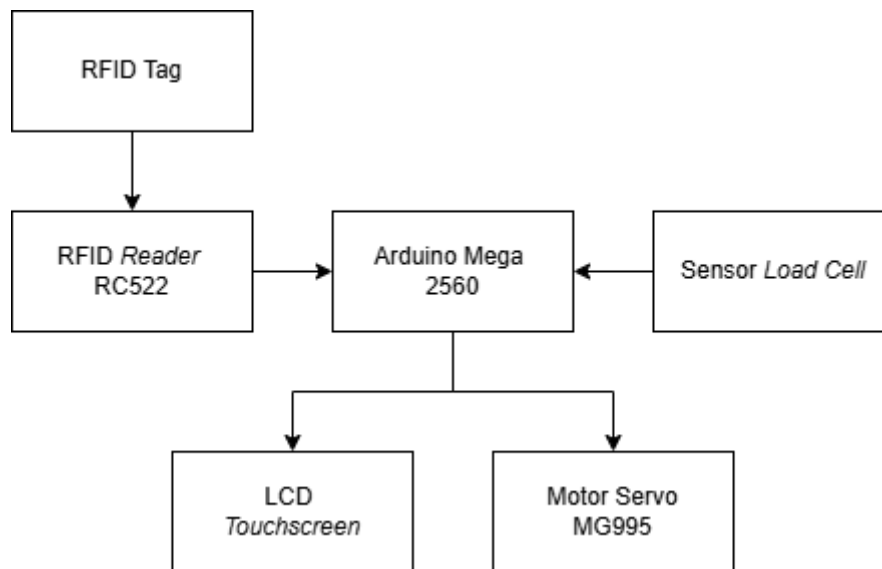 RFID Tag
RFID Reader
RC522
Arduino Mega
2560
Sensor Load Cell
LCD
Touchscreen
Motor Servo
MG995